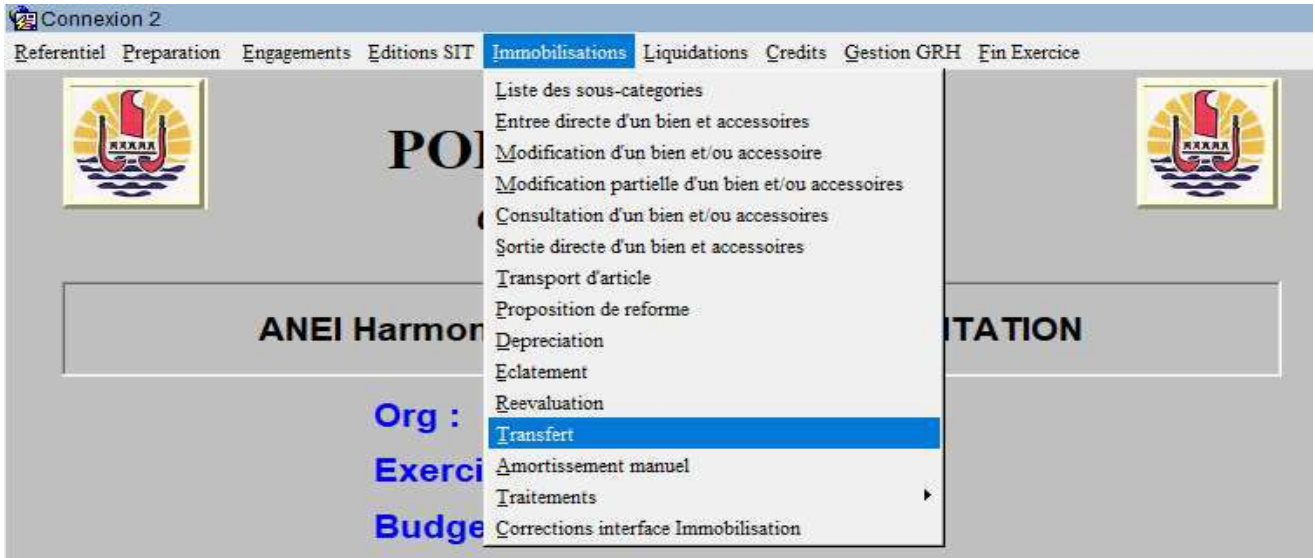 Connexion 2
Referentiel Preparation Engagements Editions SIT Immobilisations Liquidations Credits Gestion GRH Fin Exercice
Liste des sous-categories
Entree directe d'un bien et accessoires
Modification d'un bien et/ou accessoire
Modification partielle d'un bien et/ou accessoires
Consultation d'un bien et/ou accessoires
Sortie directe d'un bien et accessoires
Transport d'article
Proposition de reforme
Depreciation
Eclatement
Reevaluation
Transfert
Amortissement manuel
Traitements
Corrections interface Immobilisation
PO
ANEI Harmon
TATION
Org :
Exerci
Budge